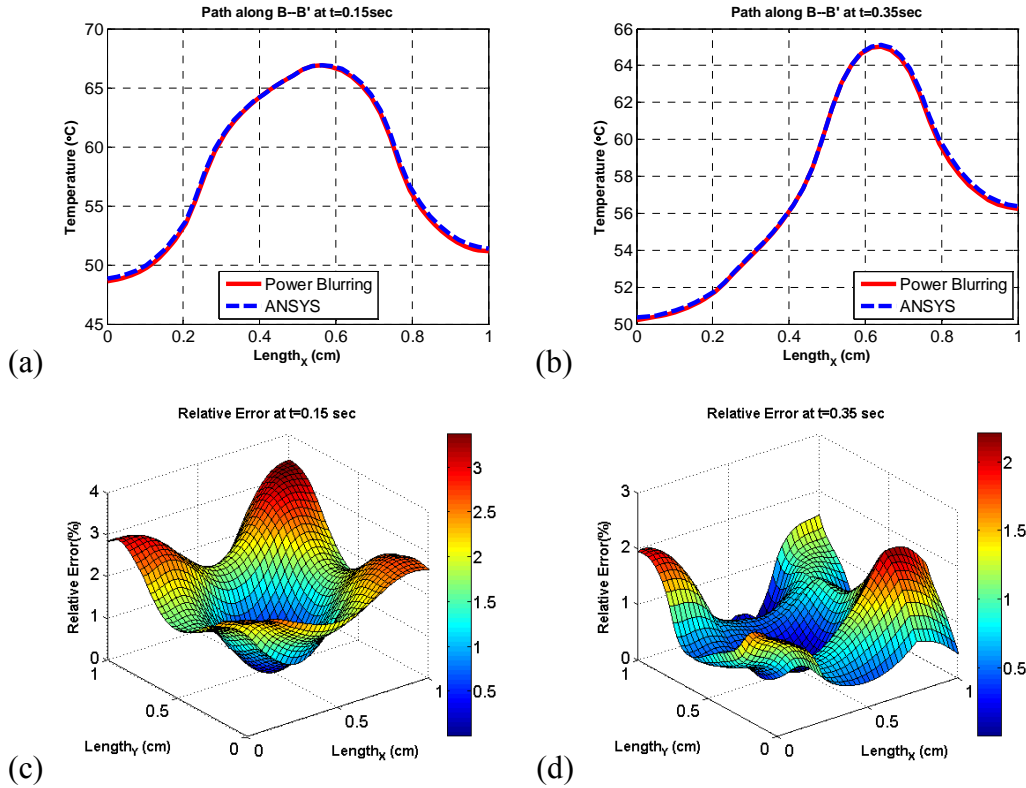 Path along B--B' at t=0.15sec
70
65
60
55
50
45
Temperature (°C)
0
0.2
0.4
0.6
0.8
1
Length_X (cm)
Power Blurring
ANSYS
(a)
Path along B--B' at t=0.35sec
66
64
62
60
58
56
54
52
50
Temperature (°C)
0
0.2
0.4
0.6
0.8
1
Length_X (cm)
Power Blurring
ANSYS
(b)
Relative Error at t=0.15 sec
4
3
2
1
0
Relative Error(%)
1
0.5
0
Length_Y (cm)
0
0.5
1
Length_X (cm)
3
2.5
2
1.5
1
0.5
(c)
Relative Error at t=0.35 sec
3
2
1
0
Relative Error(%)
1
0.5
0
Length_Y (cm)
0
0.5
1
Length_X (cm)
2
1.5
1
0.5
(d)